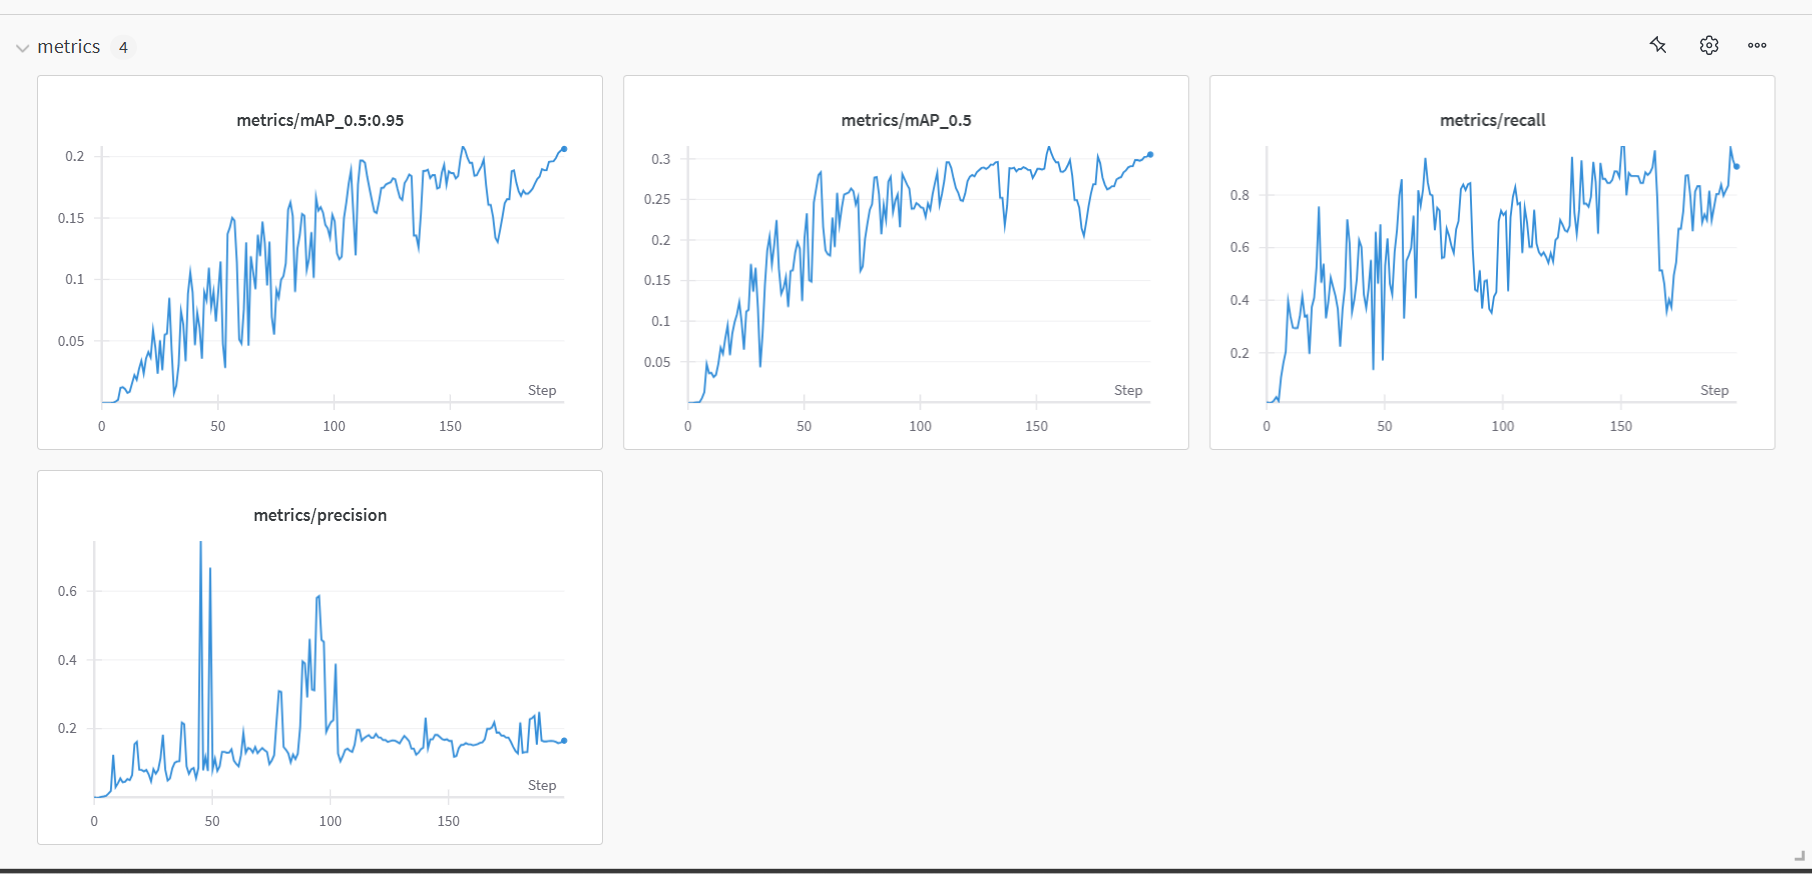 metrics 4
metrics/mAP_0.5:0.95
0.2
0.15
0.1
0.05
Step
0 50 100 150
metrics/mAP_0.5
0.3
0.25
0.2
0.15
0.1
0.05
Step
0 50 100 150
metrics/recall
0.8
0.6
0.4
0.2
Step
0 50 100 150
metrics/precision
0.6
0.4
0.2
Step
0 50 100 150